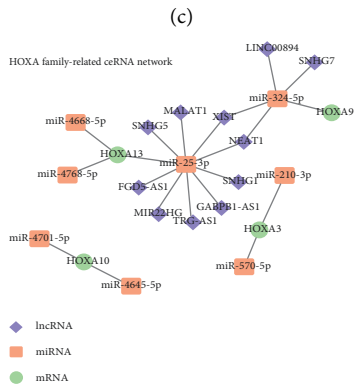 (c)
LINC00894
HOXA family-related ceRNA network
SNHG7
miR-324-5p
MALAT1
XIST
HOXA9
miR-4668-5p
SNHG5
NEAT1
HOXA13
miR-25-3p
miR-4768-5p
miR-210-3p
FGD5-AS1
SNHG1
MIR22HG
GABPB1-AS1
TRG-AS1
HOXA3
miR-4701-5p
HOXA10
miR-570-5p
miR-4645-5p
lncRNA
miRNA
mRNA